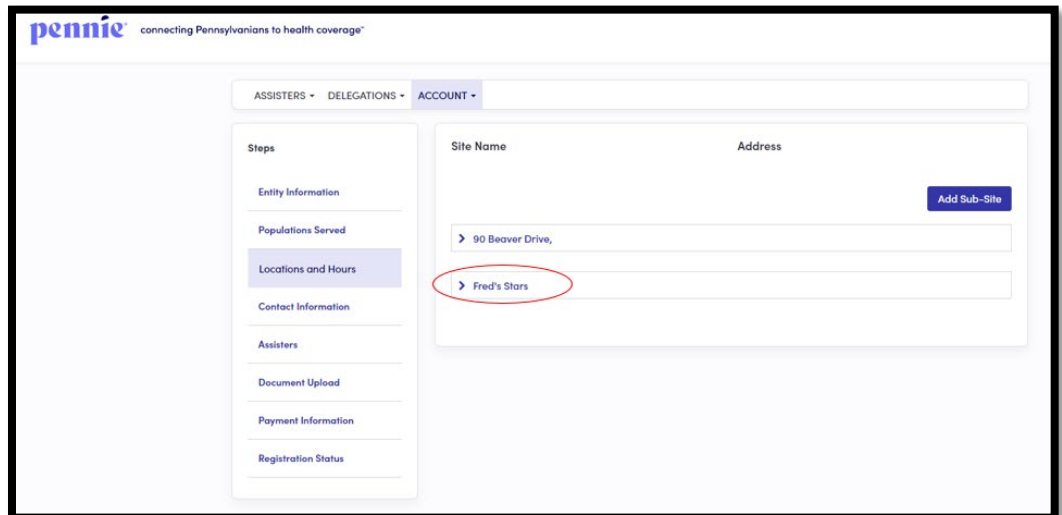 pennie® connecting Pennsylvanians to health coverage™
ASSISTERS DELEGATIONS ACCOUNT
Steps
Entity Information
Populations Served
Locations and Hours
Contact Information
Assisters
Document Upload
Payment Information
Registration Status
Site Name Address
Add Sub-Site
90 Beaver Drive,
Fred's Stars